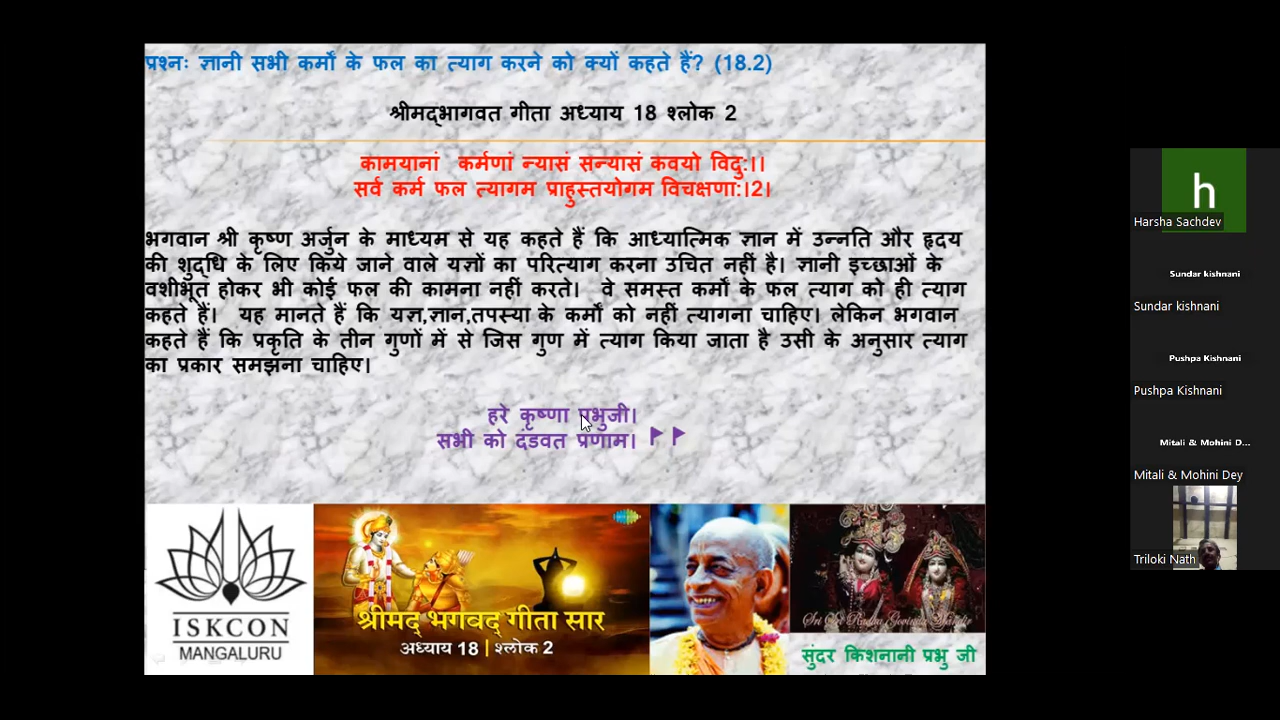 प्रश्नः ज्ञानी सभी कर्मों के फल का त्याग करने को क्यों कहते हैं? (18.2)
श्रीमद्भागवत गीता अध्याय 18 श्लोक 2
कामयानां कर्मणां न्यासं सन्यासं कवयो विदु:।।
सर्व कर्म फल त्यागम प्राहुस्तयोगम विचक्षणा:।2।
भगवान श्री कृष्ण अर्जुन के माध्यम से यह कहते हैं कि आध्यात्मिक ज्ञान में उन्नति और हृदय
की शुद्धि के लिए किये जाने वाले यज्ञों का परित्याग करना उचित नहीं है। ज्ञानी इच्छाओं के
वशीभूत होकर भी कोई फल की कामना नहीं करते। वे समस्त कर्मों के फल त्याग को ही त्याग
कहते हैं। यह मानते हैं कि यज्ञ,ज्ञान,तपस्या के कर्मों को नहीं त्यागना चाहिए। लेकिन भगवान
कहते हैं कि प्रकृति के तीन गुणों में से जिस गुण में त्याग किया जाता है उसी के अनुसार त्याग
का प्रकार समझना चाहिए।
हरे कृष्णा प्रभुजी।
सभी को दंडवत प्रणाम।
ISKCON
MANGALURU
श्रीमद् भगवद् गीता सार
अध्याय 18 | श्लोक 2
Sri Sri Radha Govinda Mandir
सुंदर किशनानी प्रभु जी
h
Harsha Sachdev
Sundar kishnani
Sundar kishnani
Pushpa Kishnani
Pushpa Kishnani
Mitali & Mohini D...
Mitali & Mohini Dey
Triloki Nath